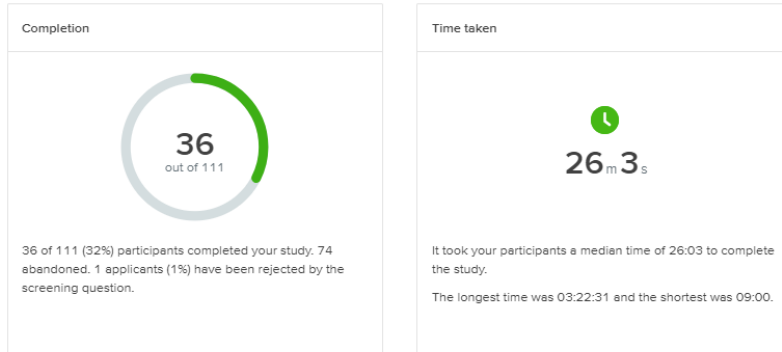 Completion
36
out of 111
36 of 111 (32%) participants completed your study. 74
abandoned. 1 applicants (1%) have been rejected by the
screening question.
Time taken
26m3s
It took your participants a median time of 26:03 to complete
the study.
The longest time was 03:22:31 and the shortest was 09:00.